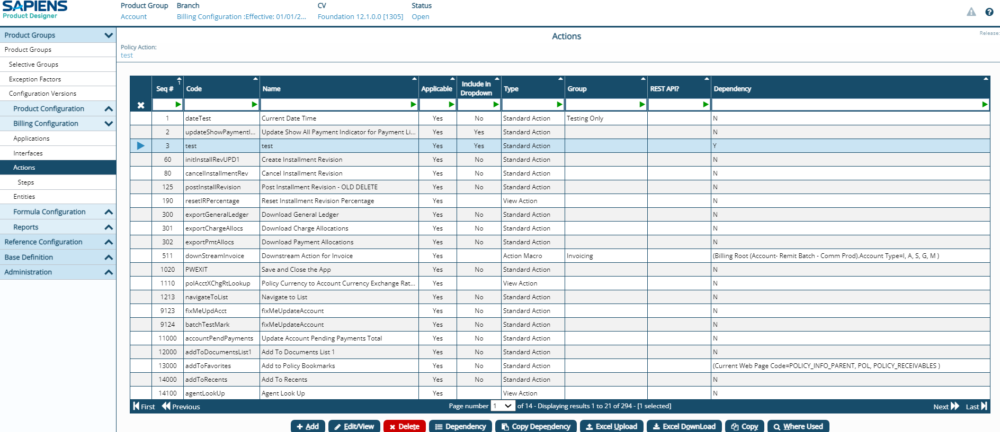 SAPIENS
Product Designer
Product Group Branch CV Status
Account Billing Configuration :Effective: 01/01/2... Foundation 12.1.0.0 [1305] Open
Product Groups
Product Groups
Selective Groups
Exception Factors
Configuration Versions
Product Configuration
Billing Configuration
Applications
Interfaces
Actions
Steps
Entities
Formula Configuration
Reports
Reference Configuration
Base Definition
Administration
Actions
Release:
Policy Action:
test
Seq # 1 Code Name Applicable Include in Dropdown Type Group REST API? Dependency
1 dateTest Current Date Time Yes No Standard Action Testing Only N
2 updateShowPaymentI... Update Show All Payment Indicator for Payment Li... Yes Yes Standard Action N
3 test test Yes Yes Standard Action Y
60 initInstallRevUPD1 Create Installment Revision Yes No Standard Action N
80 cancelInstallmentRev Cancel Installment Revision Yes No Standard Action N
125 postInstallRevision Post Installment Revision - OLD DELETE Yes No Standard Action N
190 resetIRPercentage Reset Installment Revision Percentage Yes View Action N
300 exportGeneralLedger Download General Ledger Yes No Standard Action N
301 exportChargeAllocs Download Charge Allocations Yes No Standard Action N
302 exportPmtAllocs Download Payment Allocations Yes No Standard Action N
511 downStreamInvoice Downstream Action for Invoice Yes Action Macro Invoicing (Billing Root (Account- Remit Batch - Comm Prod).Account Type=I, A, S, G, M )
1020 PWEXIT Save and Close the App Yes No Standard Action N
1110 polAcctXChgRtLookup Policy Currency to Account Currency Exchange Rat... Yes View Action N
1213 navigateToList Navigate to List Yes No Standard Action N
9123 fixMeUpdAcct fixMeUpdateAccount Yes No Standard Action N
9124 batchTestMark fixMeUpdateAccount Yes No Standard Action N
11000 accountPendPayments Update Account Pending Payments Total Yes No Standard Action N
12000 addToDocumentsList1 Add To Documents List 1 Yes No Standard Action N
13000 addToFavorites Add to Policy Bookmarks Yes No Standard Action (Current Web Page Code=POLICY_INFO_PARENT, POL, POLICY_RECEIVABLES )
14000 addToRecents Add To Recents Yes No Standard Action N
14100 agentLookUp Agent Look Up Yes View Action N
First Previous Page number 1 of 14 - Displaying results 1 to 21 of 294 - [1 selected] Next Last
Add Edit/View Delete Dependency Copy Dependency Excel Upload Excel DownLoad Copy Where Used